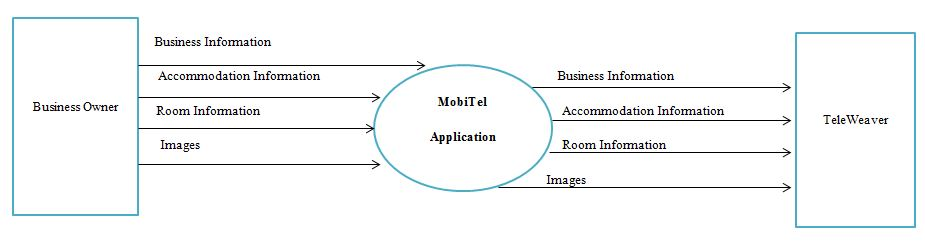 Business Owner
Business Information
Accommodation Information
Room Information
Images
MobiTel
Application
Business Information
Accommodation Information
Room Information
Images
TeleWeaver